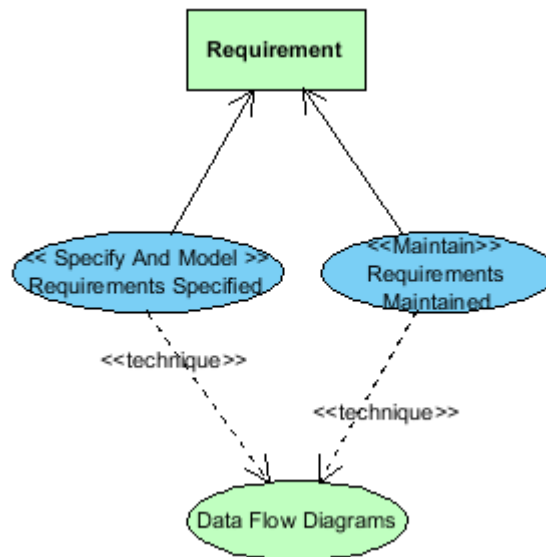 Requirement
<< Specify And Model >>
Requirements Specified
<<Maintain>>
Requirements
Maintained
<<technique>>
<<technique>>
Data Flow Diagrams